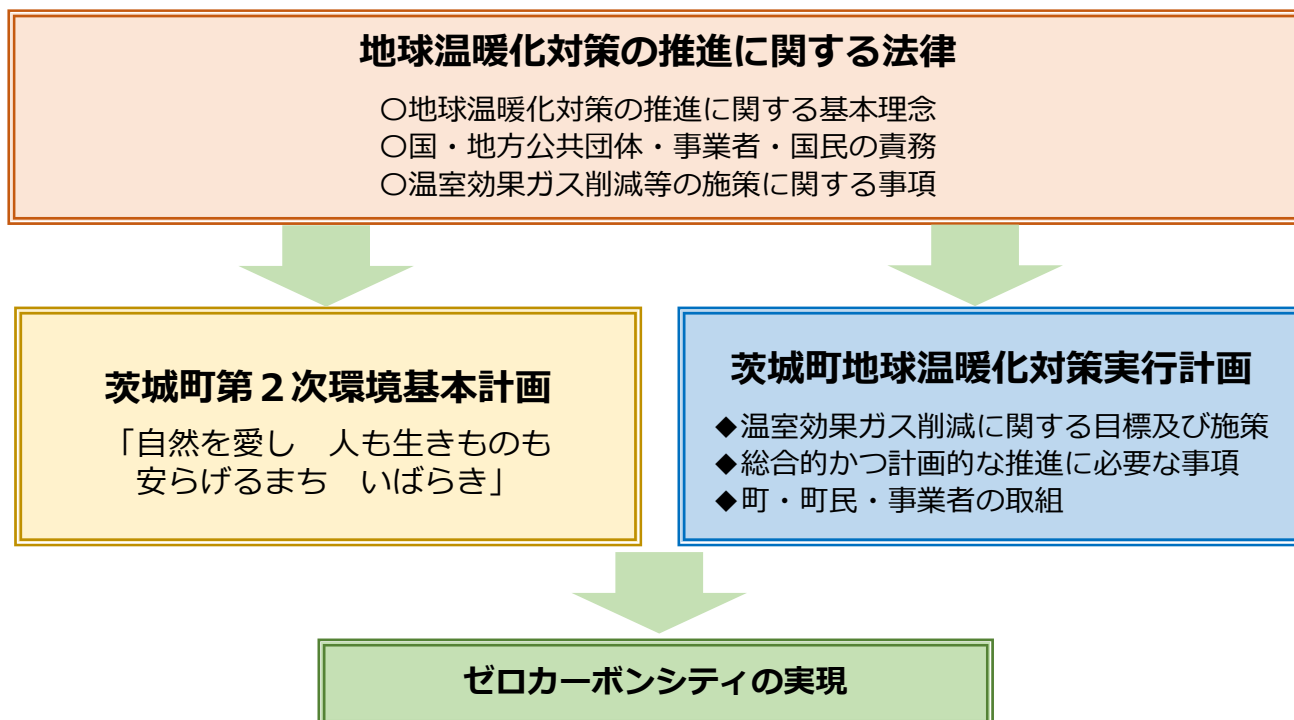 地球温暖化対策の推進に関する法律
〇地球温暖化対策の推進に関する基本理念
〇国・地方公共団体・事業者・国民の責務
〇温室効果ガス削減等の施策に関する事項
茨城町第２次環境基本計画
「自然を愛し　人も生きものも
安らげるまち　いばらき」
茨城町地球温暖化対策実行計画
◆温室効果ガス削減に関する目標及び施策
◆総合的かつ計画的な推進に必要な事項
◆町・町民・事業者の取組
ゼロカーボンシティの実現